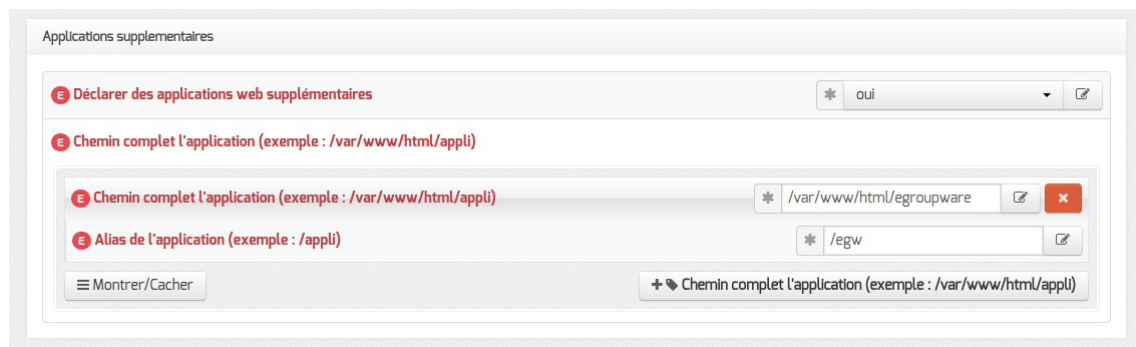 Applications supplementaires
E Déclarer des applications web supplémentaires oui
E Chemin complet l'application (exemple : /var/www/html/appli)
E Chemin complet l'application (exemple : /var/www/html/appli) /var/www/html/egroupware
E Alias de l'application (exemple : /appli) /egw
Montrer/Cacher Chemin complet l'application (exemple : /var/www/html/appli)